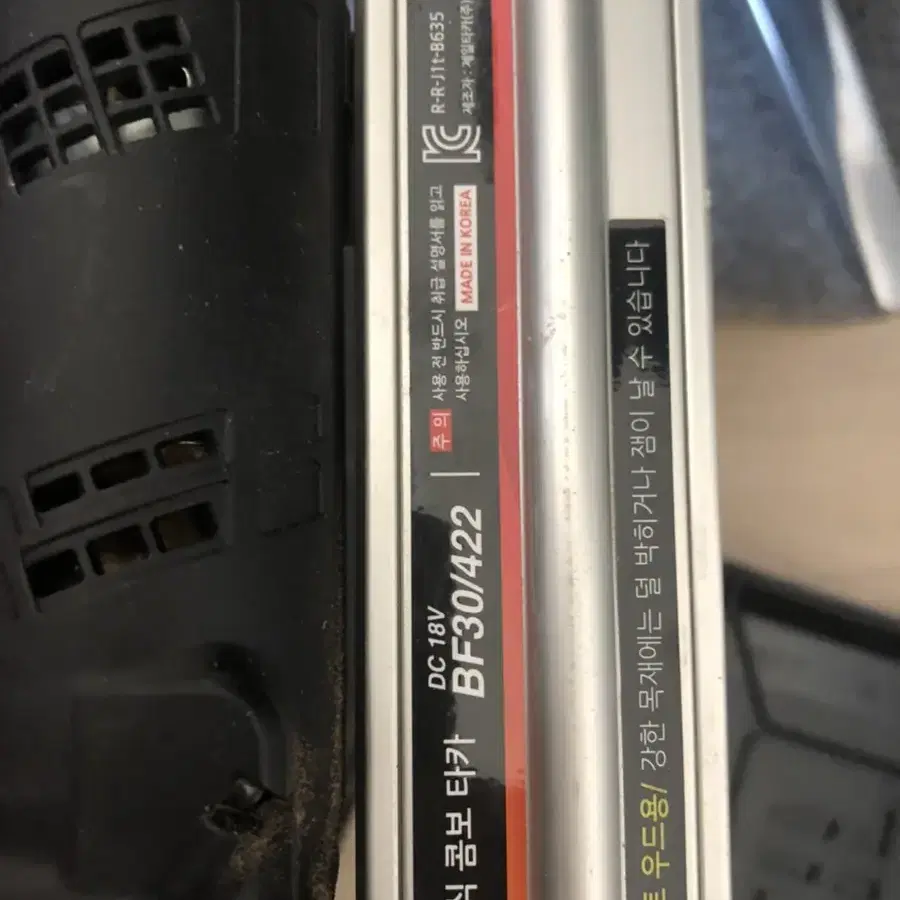 식 콤보 타카
DC 18V
BF30/422
주의
사용 전 반드시 취급 설명서를 읽고
사용하십시오
MADE IN KOREA
R-R-J1t-B635
제조자 : 제일타카(주)
트 우드용/ 강한 목재에는 덜 박히거나 잼이 날 수 있습니다